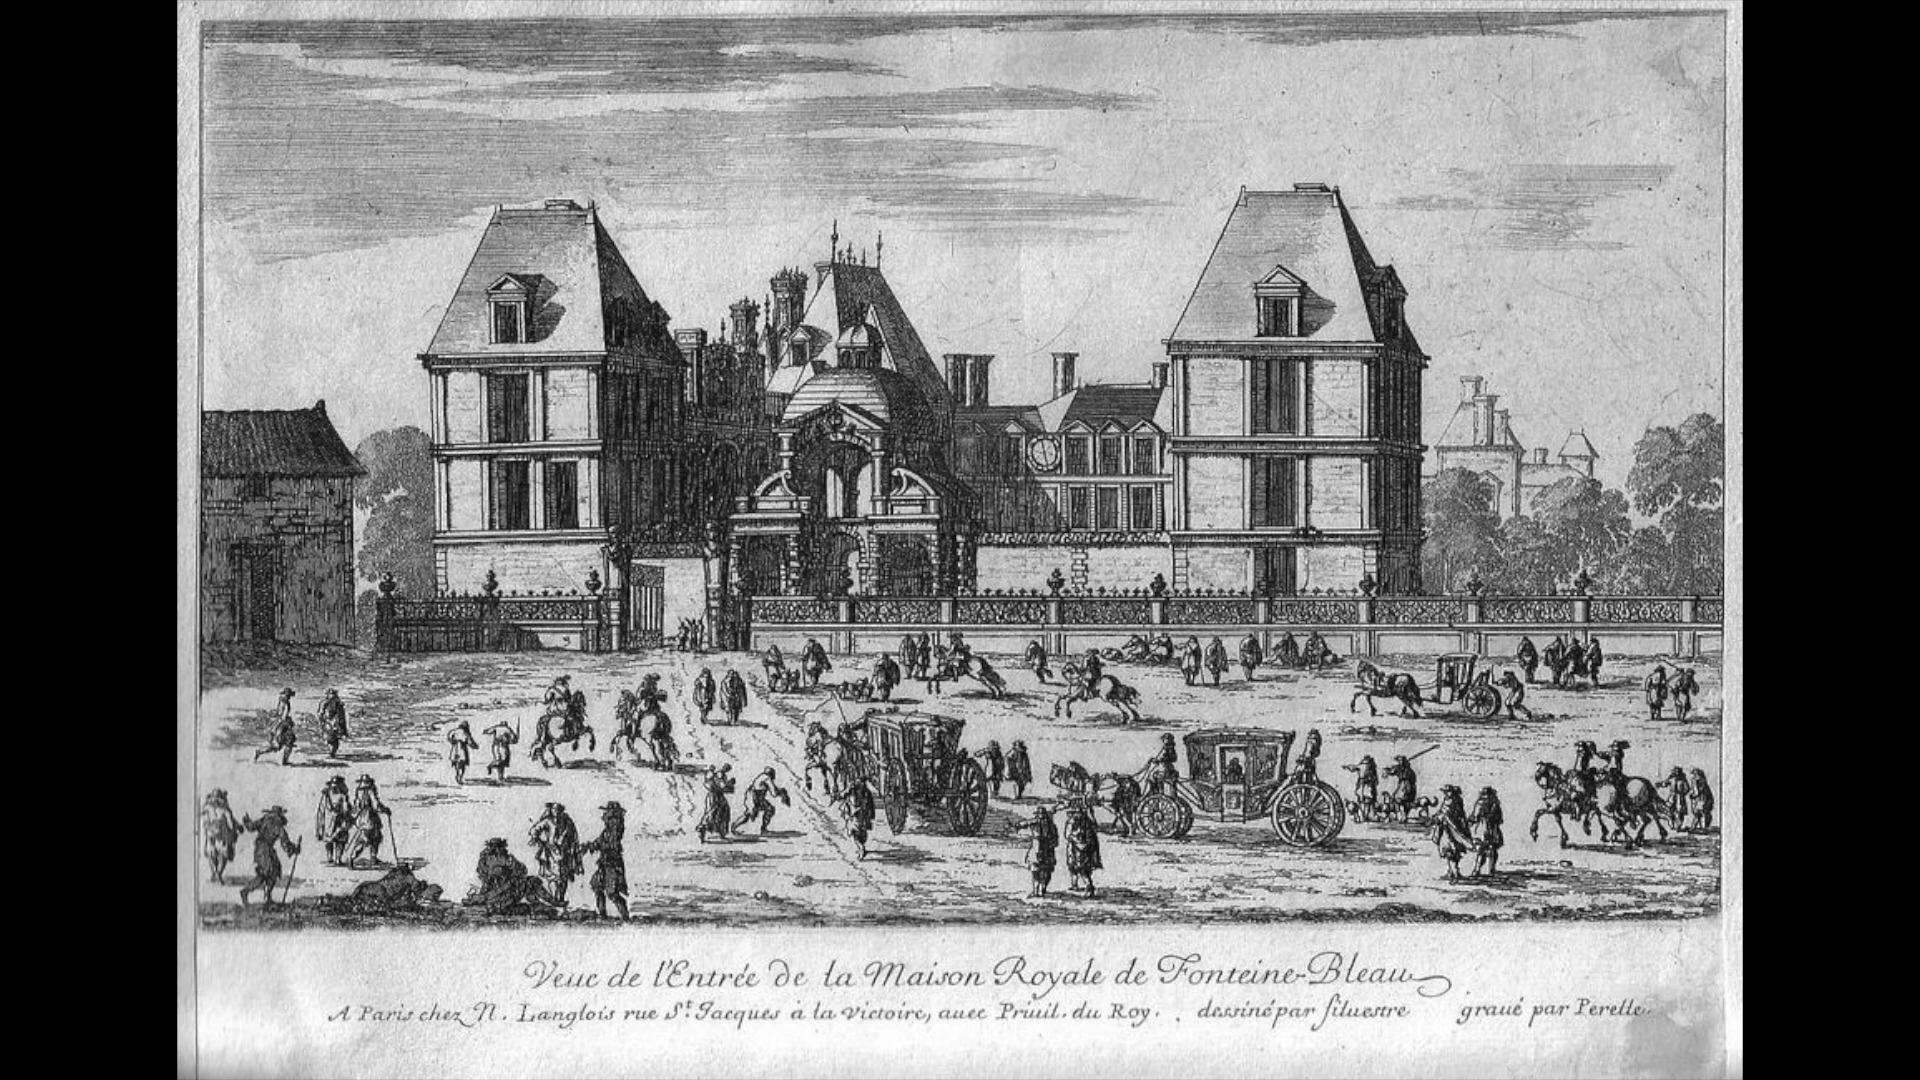 Veue de l'Entrée de la Maison Royale de Fonteine-Bleau
A Paris chez N. Langlois rue St. Jacques à la Victoire, auec Priuil. du Roy. dessiné par siluestre graué par Perelle.